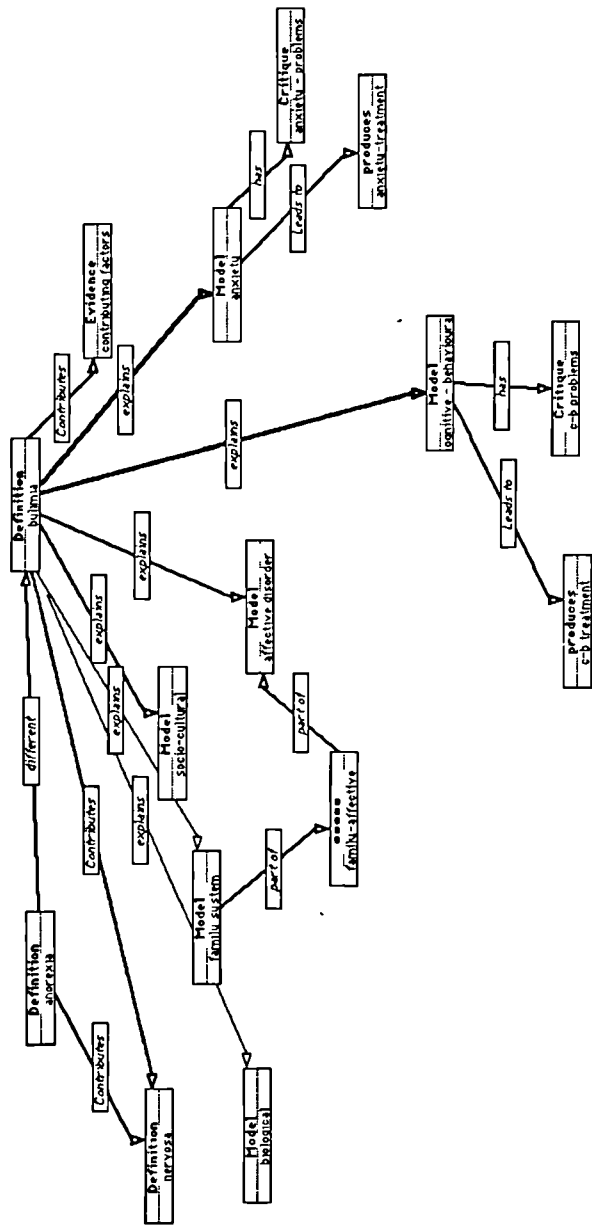 Definition
bulimia
different
Definition
anorexia
Contributes
Definition
nervosa
Contributes
explains
Model
family system
explains
explains
Model
socio-cultural
Model
biological
part of
=====
family-affective
part of
explains
Model
affective disorder
Contributes
Evidence
contributing factors
explains
Model
anxiety
has
Critique
anxiety - problems
Leads to
produces
anxiety-treatment
explains
Model
ognitive - behavioura
has
Critique
c-b problems
Leads to
produces
c-b treatment